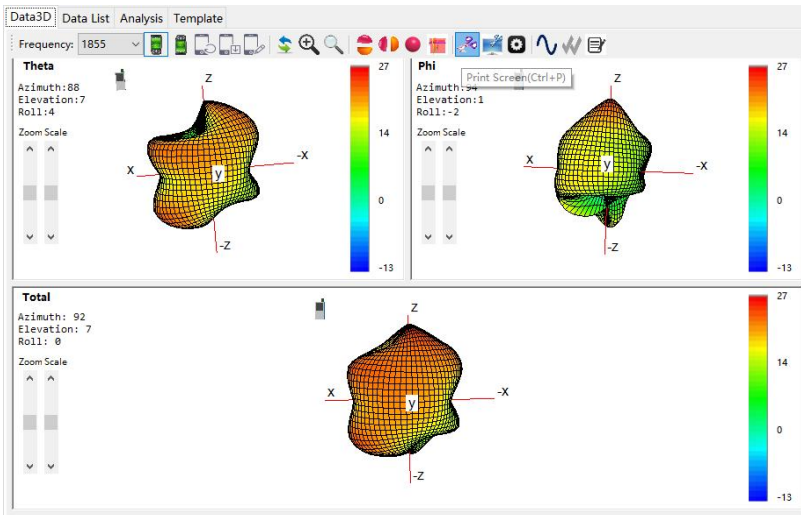 Data3D Data List Analysis Template
Frequency: 1855
Theta
Azimuth:88
Elevation:7
Roll:4
Zoom Scale
Z
X
y
-X
-Z
27
14
0
-13
Phi
Print Screen(Ctrl+P)
Elevation:1
Roll:-2
Zoom Scale
Z
X
y
-X
-Z
27
14
0
-13
Total
Azimuth: 92
Elevation: 7
Roll: 0
Zoom Scale
Z
X
y
-X
-Z
27
14
0
-13